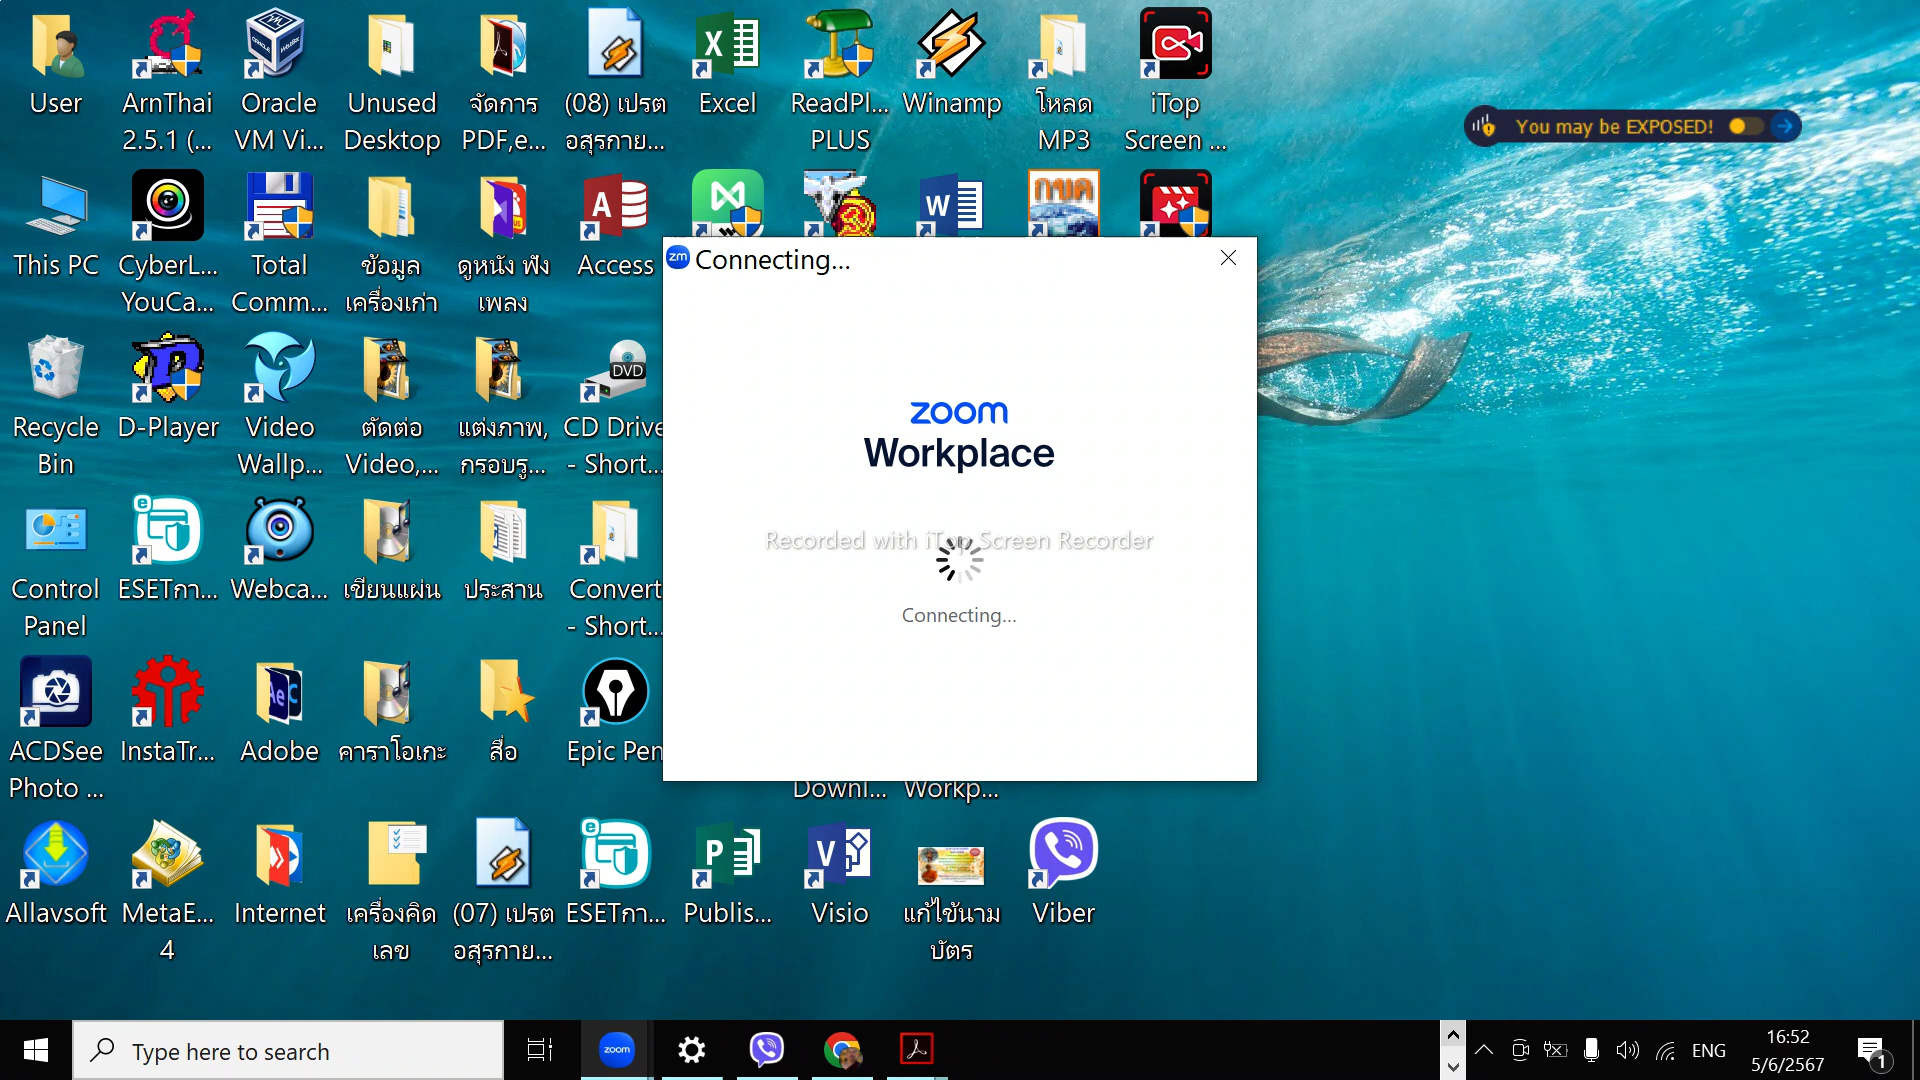 User
ArnThai
2.5.1 (...
Oracle
VM Vi...
Unused
Desktop
จัดการ
PDF,e...
(08) เปรต
อสุรกาย...
Excel
ReadPl...
PLUS
Winamp
โหลด
MP3
iTop
Screen ...
You may be EXPOSED!
This PC
CyberL...
YouCa...
Total
Comm...
ข้อมูล
เครื่องเก่า
ดูหนัง ฟัง
เพลง
Access
zm Connecting...
Recycle
Bin
D-Player
Video
Wallp...
ตัดต่อ
Video,...
แต่งภาพ,
กรอบรู...
DVD
CD Drive
- Short...
zoom
Workplace
Recorded with iTop Screen Recorder
Connecting...
Control
Panel
ESETกา...
Webca...
เขียนแผ่น
ประสาน
Convert
- Short...
ACDSee
Photo ...
InstaTr...
Adobe
คาราโอเกะ
สื่อ
Epic Pen
Downl...
Workp...
Allavsoft
MetaE...
4
Internet
เครื่องคิด
เลข
(07) เปรต
อสุรกาย...
ESETกา...
Publis...
Visio
แก้ไข้นาม
บัตร
Viber
Type here to search
zoom
ENG
16:52
5/6/2567
1